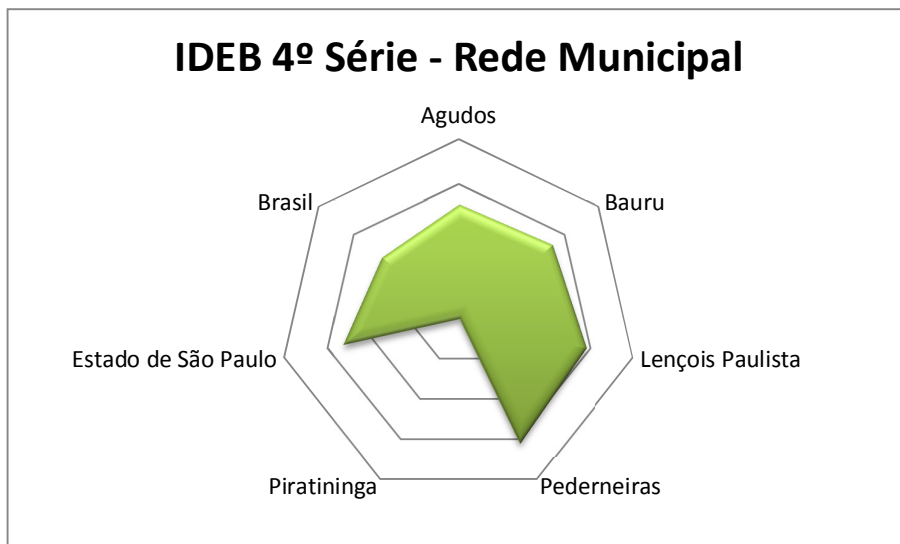 IDEB 4º Série - Rede Municipal
Agudos
Brasil
Bauru
Estado de São Paulo
Lençois Paulista
Piratininga
Pederneiras